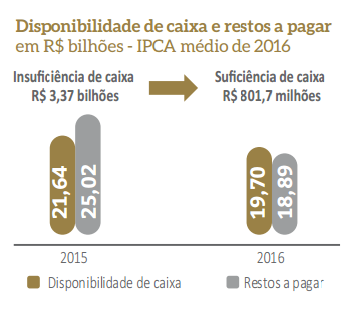 Disponibilidade de caixa e restos a pagar
em R$ bilhões - IPCA médio de 2016
Insuficiência de caixa
R$ 3,37 bilhões
Suficiência de caixa
R$ 801,7 milhões
21,64
25,02
19,70
18,89
2015
2016
Disponibilidade de caixa
Restos a pagar